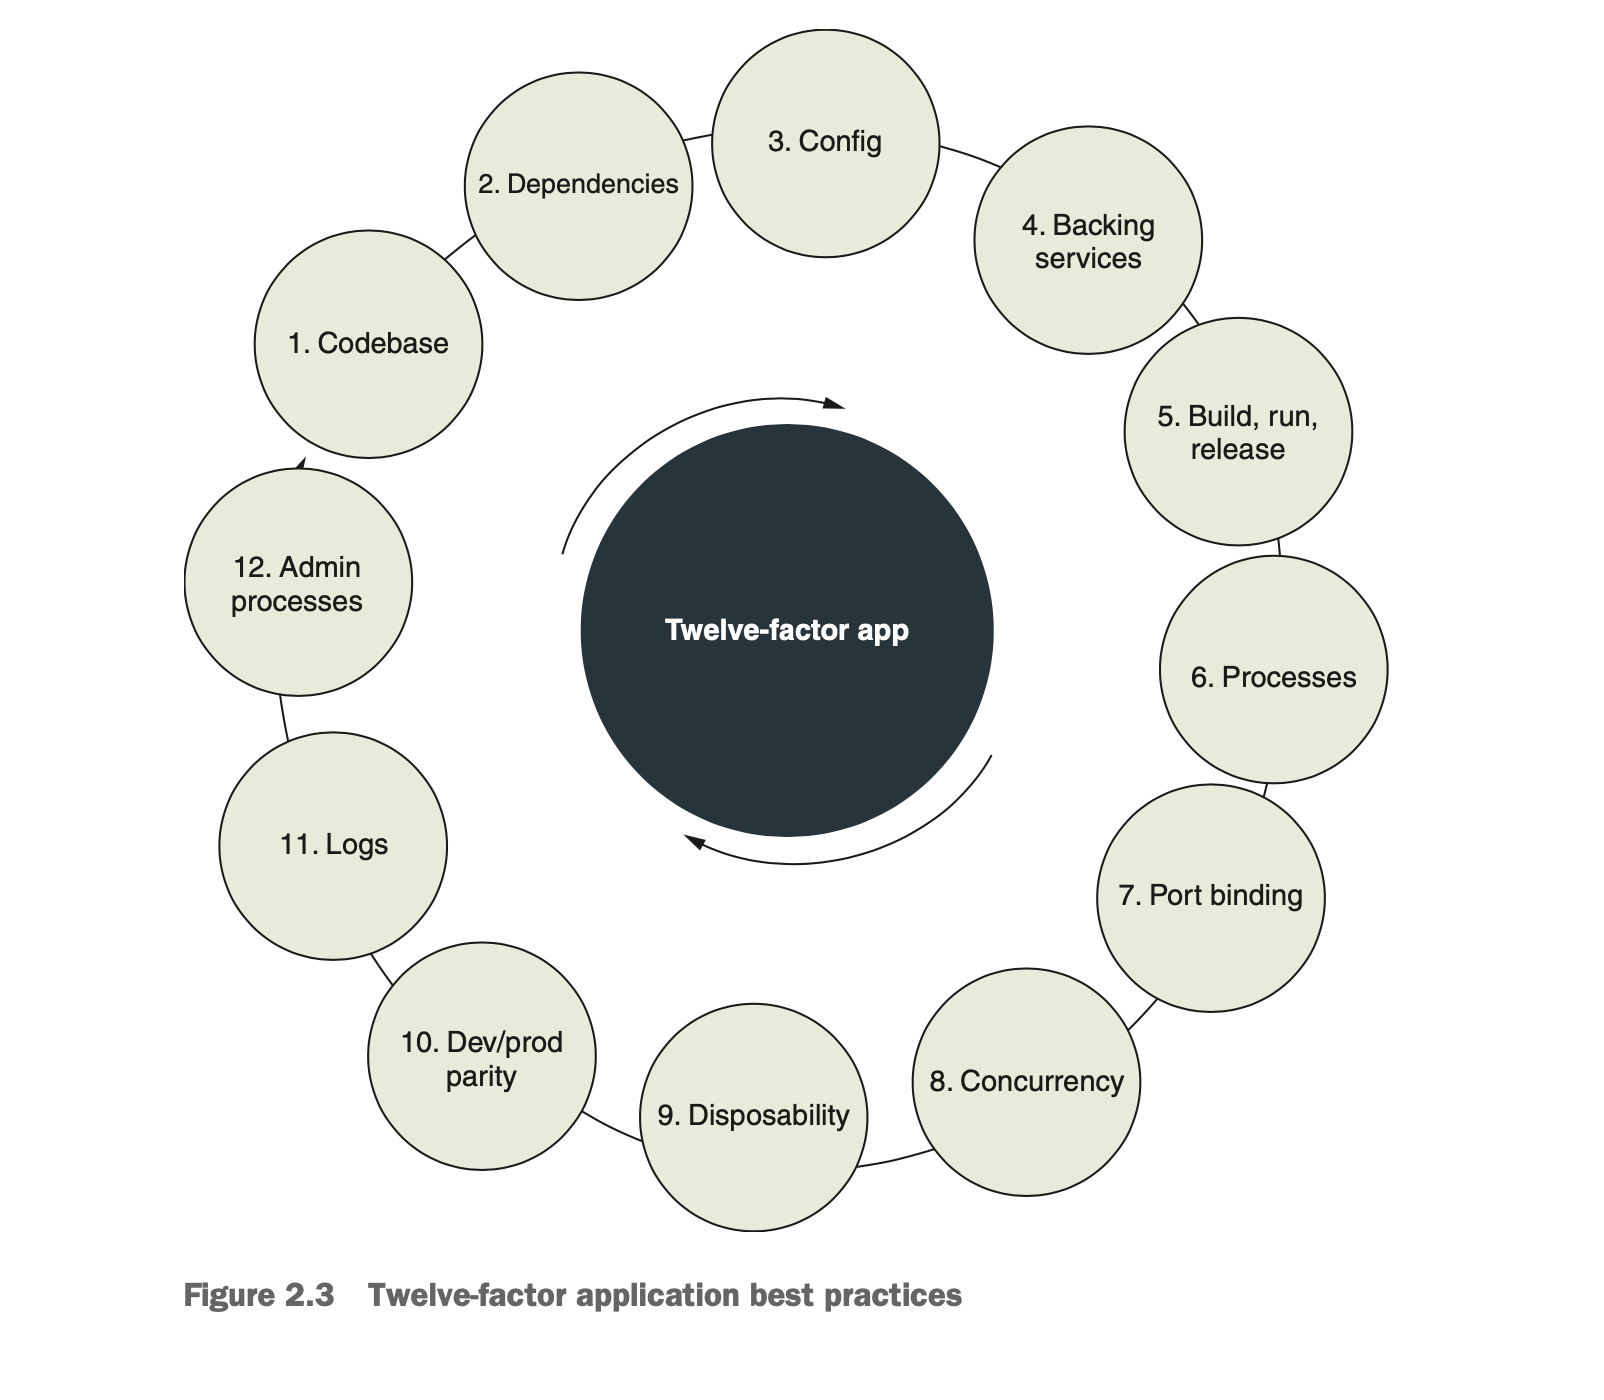 3. Config
2. Dependencies
4. Backing
services
1. Codebase
5. Build, run,
release
12. Admin
processes
Twelve-factor app
6. Processes
11. Logs
7. Port binding
10. Dev/prod
parity
9. Disposability
8. Concurrency
Figure 2.3 Twelve-factor application best practices